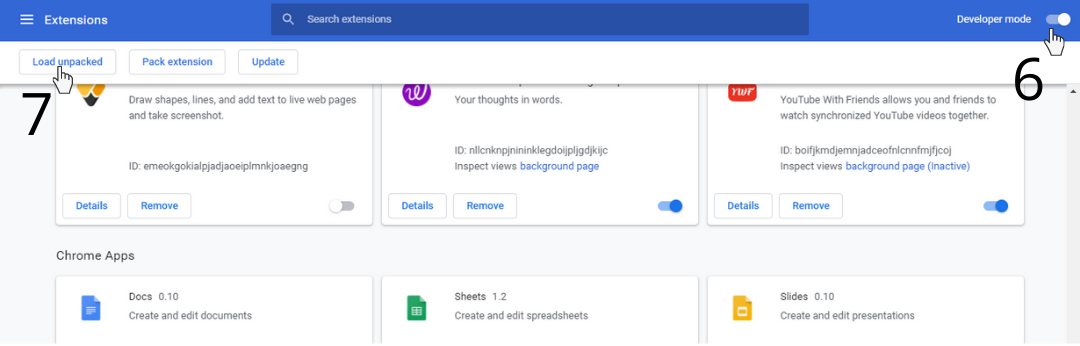 Extensions
Search extensions
Developer mode
6
Load unpacked
Pack extension
Update
7
Draw shapes, lines, and add text to live web pages
and take screenshot.
ID: emeokgokialpjadjaoeiplmnkjoaegng
Details
Remove
Your thoughts in words.
ID: nllcnknpjnininklegdoijpljgdjkijc
Inspect views background page
Details
Remove
YWF
YouTube With Friends allows you and friends to
watch synchronized YouTube videos together.
ID: boifjkmdjemnjadceofnlcnnfmjfjcoj
Inspect views background page (Inactive)
Details
Remove
Chrome Apps
Docs 0.10
Create and edit documents
Sheets 1.2
Create and edit spreadsheets
Slides 0.10
Create and edit presentations